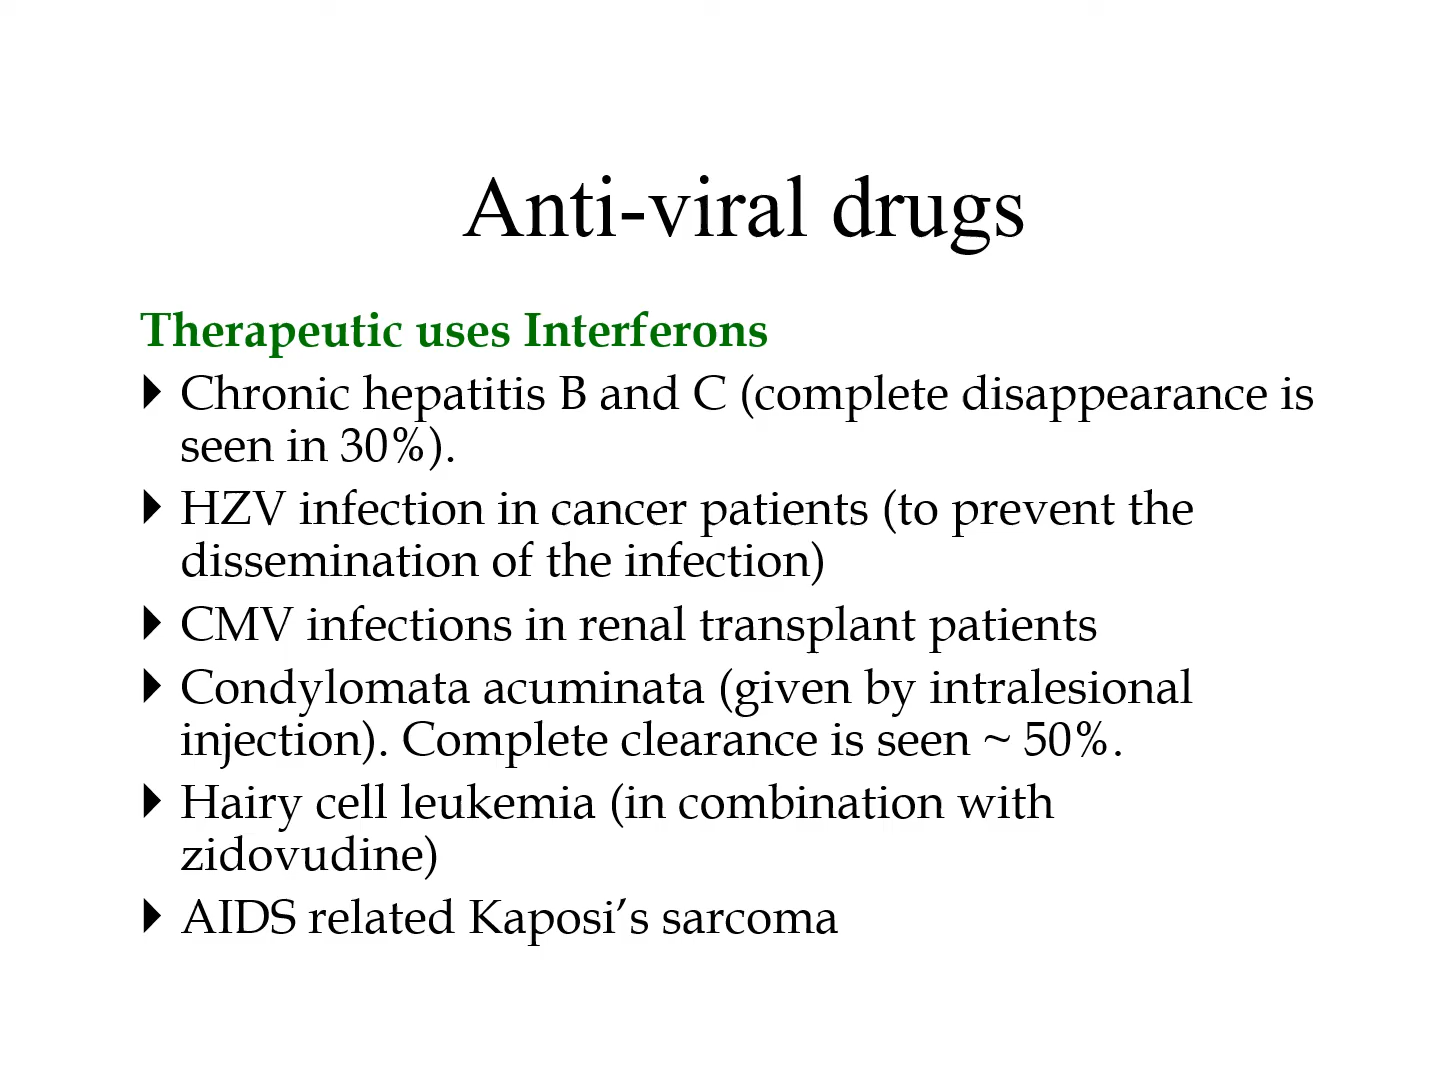 Anti-viral drugs
Therapeutic uses Interferons
Chronic hepatitis B and C (complete disappearance is
seen in 30%).
HZV infection in cancer patients (to prevent the
dissemination of the infection)
CMV infections in renal transplant patients
Condylomata acuminata (given by intralesional
injection). Complete clearance is seen ~ 50%.
Hairy cell leukemia (in combination with
zidovudine)
AIDS related Kaposi’s sarcoma